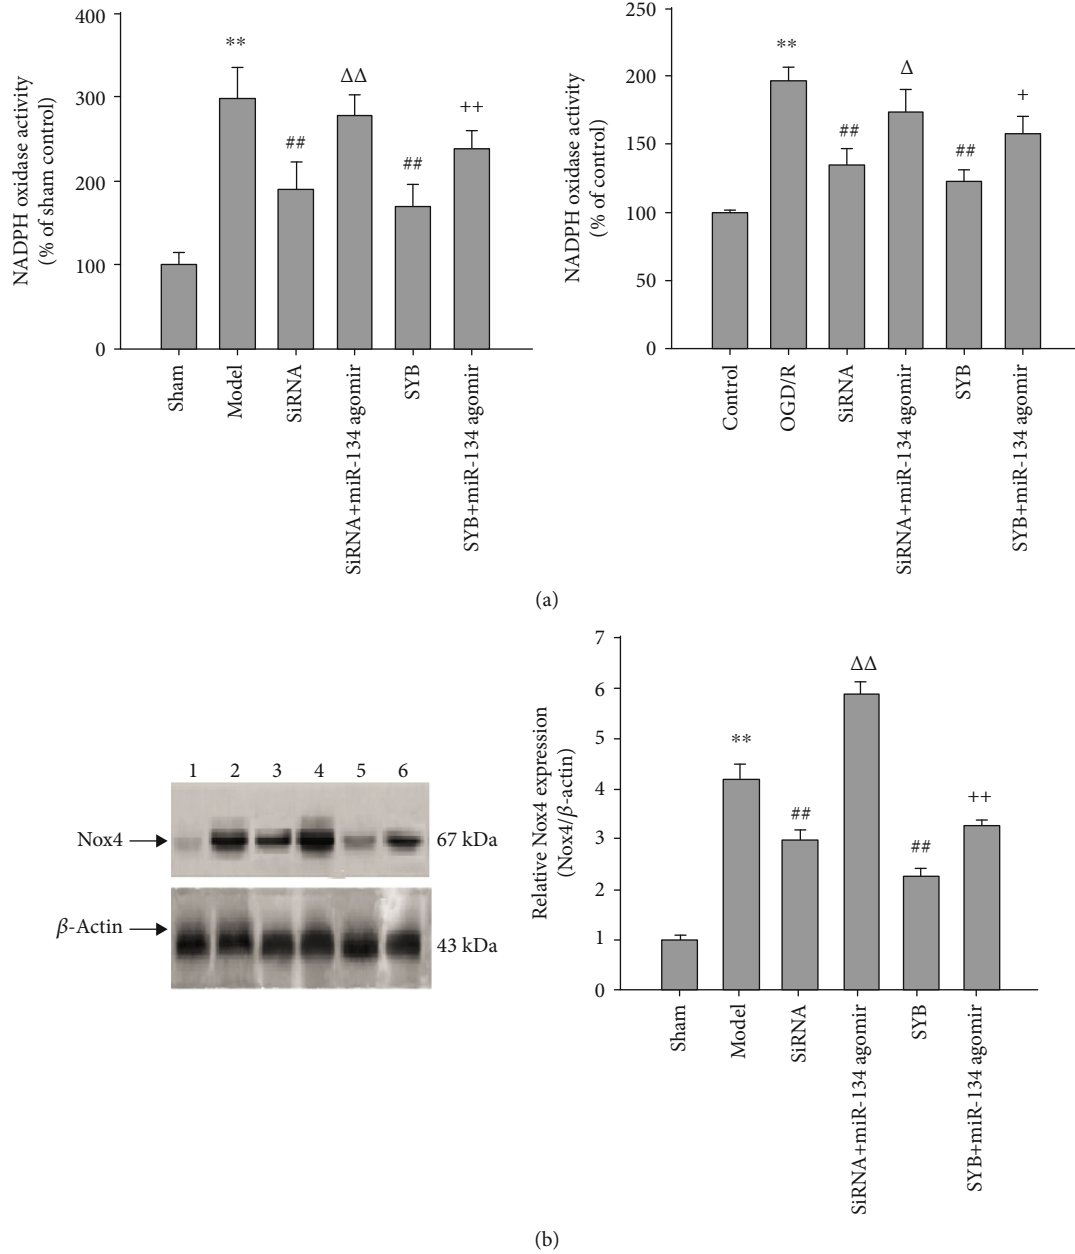 NADPH oxidase activity
(% of sham control)
400
300
200
100
0
**
##
ΔΔ
##
++
Sham
Model
SiRNA
SiRNA+miR-134 agomir
SYB
SYB+miR-134 agomir
NADPH oxidase activity
(% of control)
250
200
150
100
50
0
**
##
Δ
##
+
Control
OGD/R
SiRNA
SiRNA+miR-134 agomir
SYB
SYB+miR-134 agomir
(a)
1 2 3 4 5 6
Nox4
67 kDa
β-Actin
43 kDa
Relative Nox4 expression
(Nox4/β-actin)
7
6
5
4
3
2
1
0
**
##
ΔΔ
##
++
Sham
Model
SiRNA
SiRNA+miR-134 agomir
SYB
SYB+miR-134 agomir
(b)